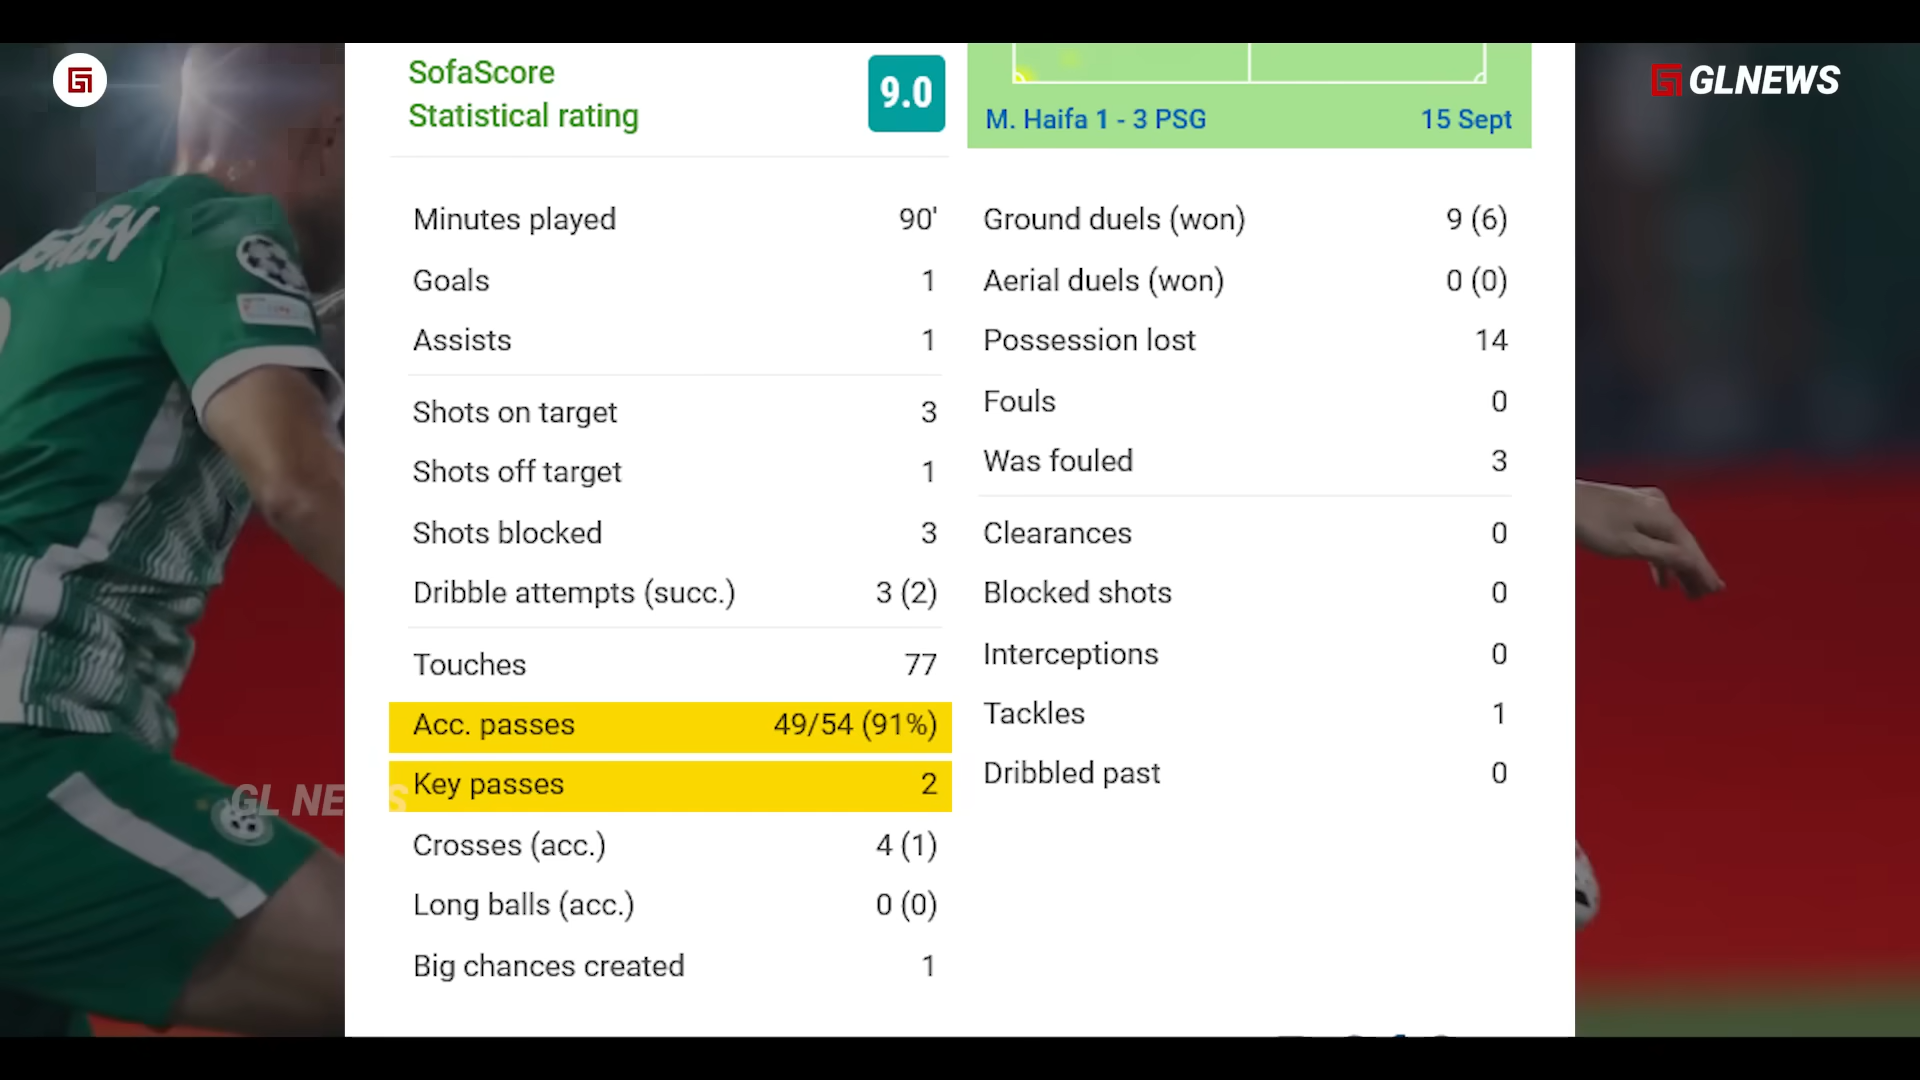 GLNEWS
SofaScore
Statistical rating
9.0
M. Haifa 1 - 3 PSG 15 Sept
Minutes played 90'
Goals 1
Assists 1
Shots on target 3
Shots off target 1
Shots blocked 3
Dribble attempts (succ.) 3 (2)
Touches 77
Acc. passes 49/54 (91%)
Key passes 2
Crosses (acc.) 4 (1)
Long balls (acc.) 0 (0)
Big chances created 1
Ground duels (won) 9 (6)
Aerial duels (won) 0 (0)
Possession lost 14
Fouls 0
Was fouled 3
Clearances 0
Blocked shots 0
Interceptions 0
Tackles 1
Dribbled past 0
GL NE S